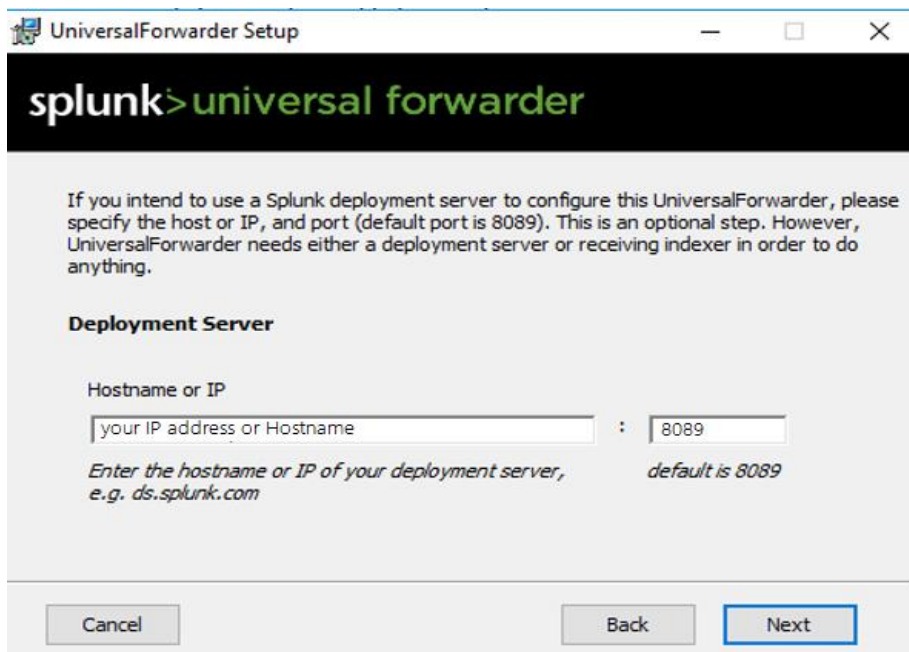 UniversalForwarder Setup
splunk>universal forwarder
If you intend to use a Splunk deployment server to configure this UniversalForwarder, please
specify the host or IP, and port (default port is 8089). This is an optional step. However,
UniversalForwarder needs either a deployment server or receiving indexer in order to do
anything.
Deployment Server
Hostname or IP
your IP address or Hostname : 8089
Enter the hostname or IP of your deployment server, default is 8089
e.g. ds.splunk.com
Cancel Back Next